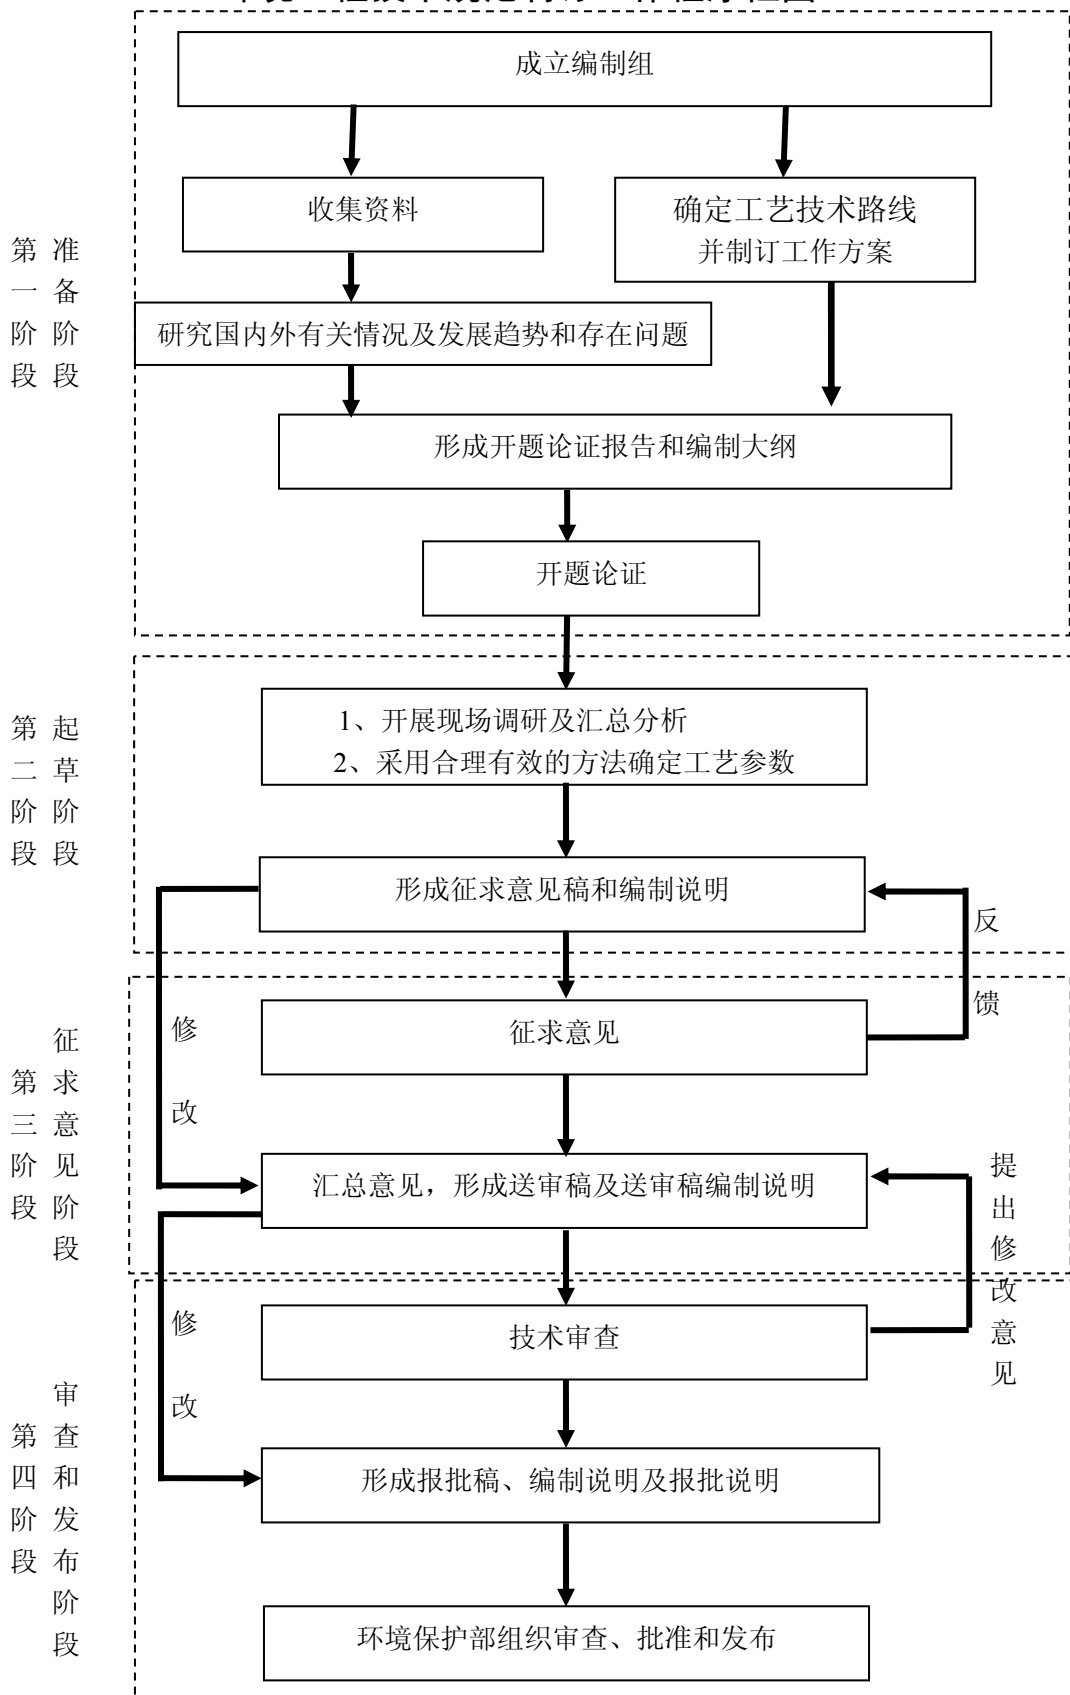 成立编制组
收集资料
确定工艺技术路线
并制订工作方案
第一阶段
准备阶段
研究国内外有关情况及发展趋势和存在问题
形成开题论证报告和编制大纲
开题论证
第二阶段
起草阶段
1、开展现场调研及汇总分析
2、采用合理有效的方法确定工艺参数
形成征求意见稿和编制说明
反馈
第三阶段
征求意见阶段
修改
征求意见
汇总意见，形成送审稿及送审稿编制说明
提出修改意见
第四阶段
审查和发布阶段
修改
技术审查
形成报批稿、编制说明及报批说明
环境保护部组织审查、批准和发布